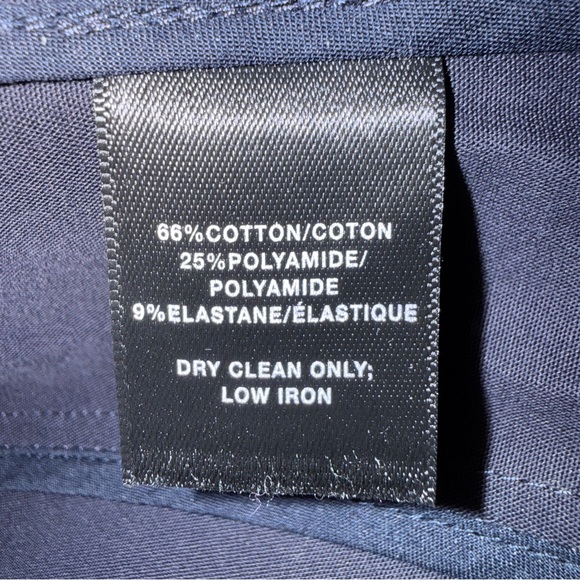 66%COTTON/COTON
25%POLYAMIDE/
POLYAMIDE
9%ELASTANE/ÉLASTIQUE
DRY CLEAN ONLY;
LOW IRON